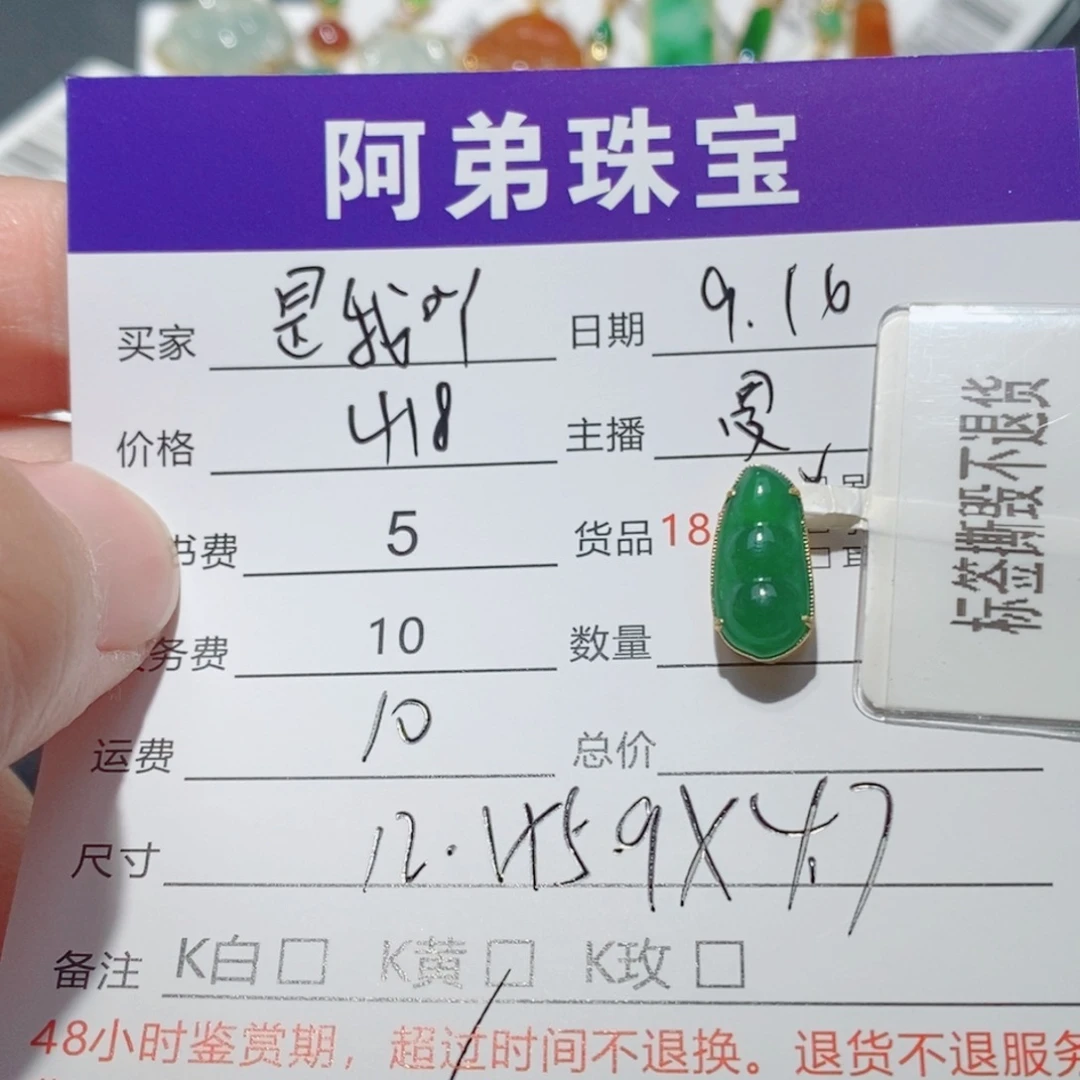 阿弟珠宝
买家 是我吖 日期 9.16
价格 418 主播
书费 5 货品 18
务费 10 数量
运费 10 总价
尺寸 12.1X5.9X4.7
备注 K白 □ K黄 □ K玫 □
48小时鉴赏期，超过时间不退换。退货不退服务
标签撕毁不退货